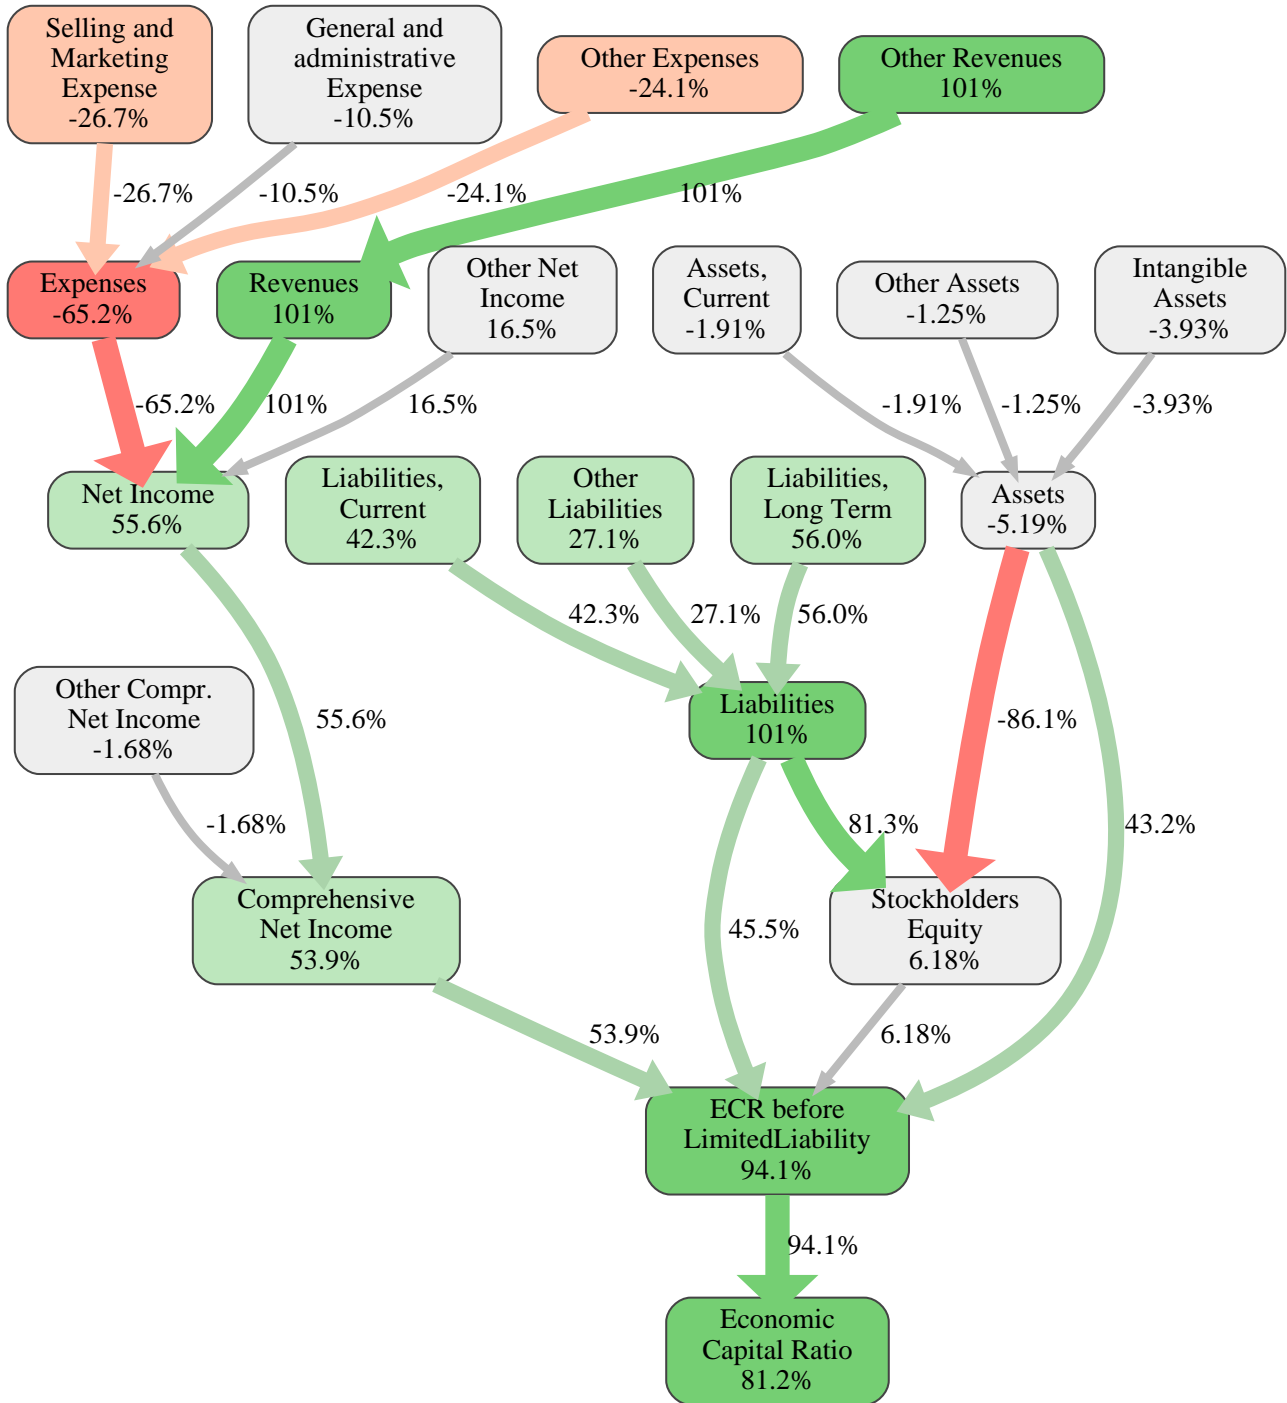 Selling and
Marketing
Expense
-26.7%
General and
administrative
Expense
-10.5%
Other Expenses
-24.1%
Other Revenues
101%
-26.7%
-10.5%
-24.1%
101%
Expenses
-65.2%
Revenues
101%
Other Net
Income
16.5%
Assets,
Current
-1.91%
Other Assets
-1.25%
Intangible
Assets
-3.93%
-65.2%
101%
16.5%
-1.91%
-1.25%
-3.93%
Net Income
55.6%
Liabilities,
Current
42.3%
Other
Liabilities
27.1%
Liabilities,
Long Term
56.0%
Assets
-5.19%
42.3%
27.1%
56.0%
Other Compr.
Net Income
-1.68%
55.6%
Liabilities
101%
-86.1%
-1.68%
81.3%
43.2%
Comprehensive
Net Income
53.9%
45.5%
Stockholders
Equity
6.18%
53.9%
6.18%
ECR before
LimitedLiability
94.1%
94.1%
Economic
Capital Ratio
81.2%